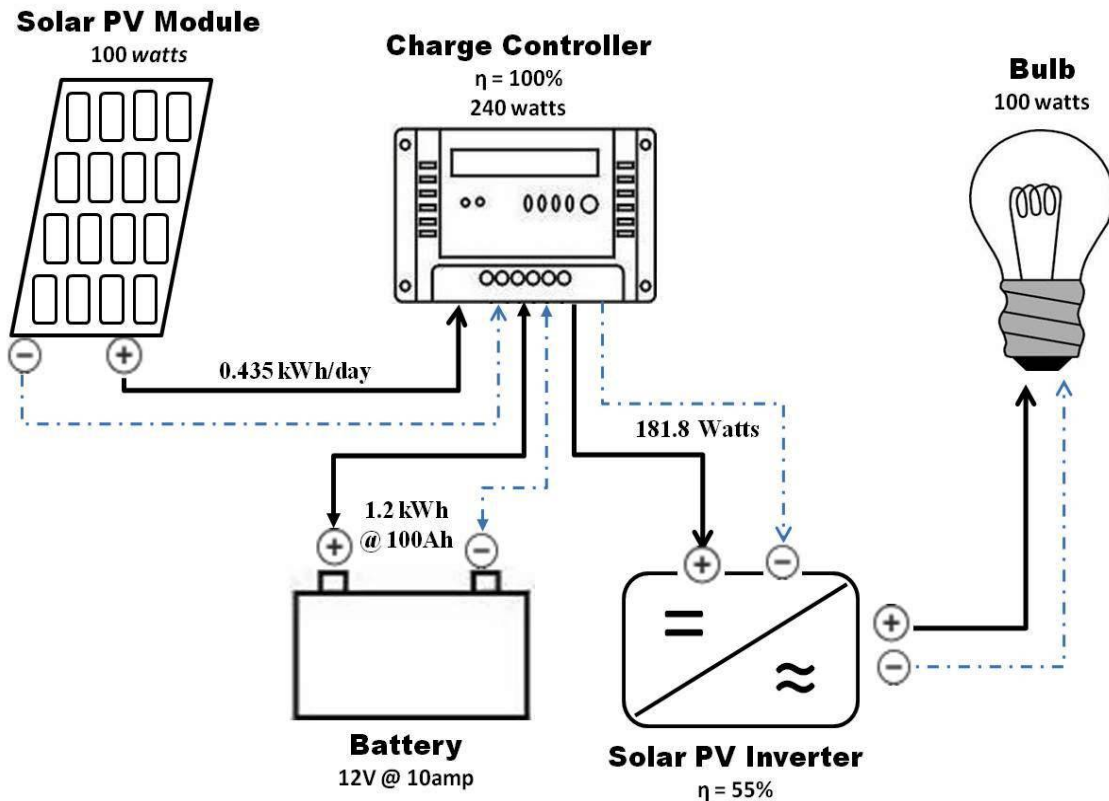 Solar PV Module
100 watts
Charge Controller
η = 100%
240 watts
Bulb
100 watts
0.435 kWh/day
181.8 Watts
1.2 kWh
@ 100Ah
Battery
12V @ 10amp
Solar PV Inverter
η = 55%